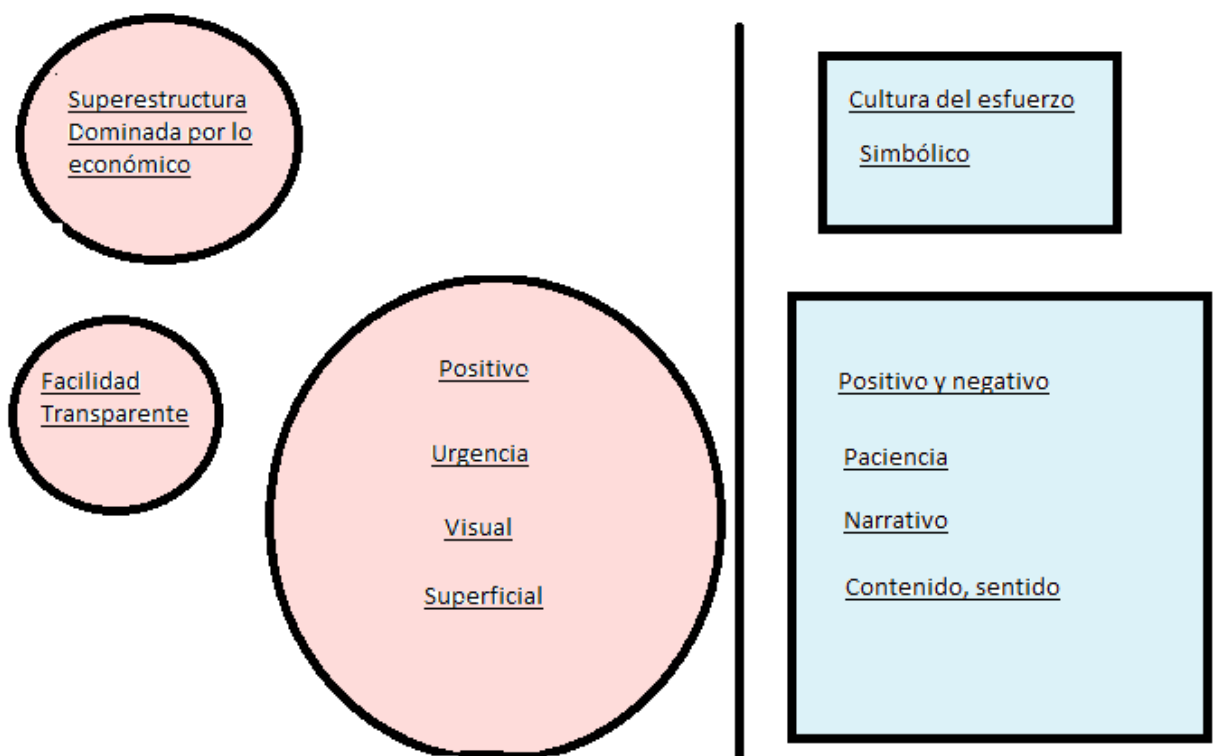 Superestructura
Dominada por lo
económico
Facilidad
Transparente
Positivo
Urgencia
Visual
Superficial
Cultura del esfuerzo
Simbólico
Positivo y negativo
Paciencia
Narrativo
Contenido, sentido